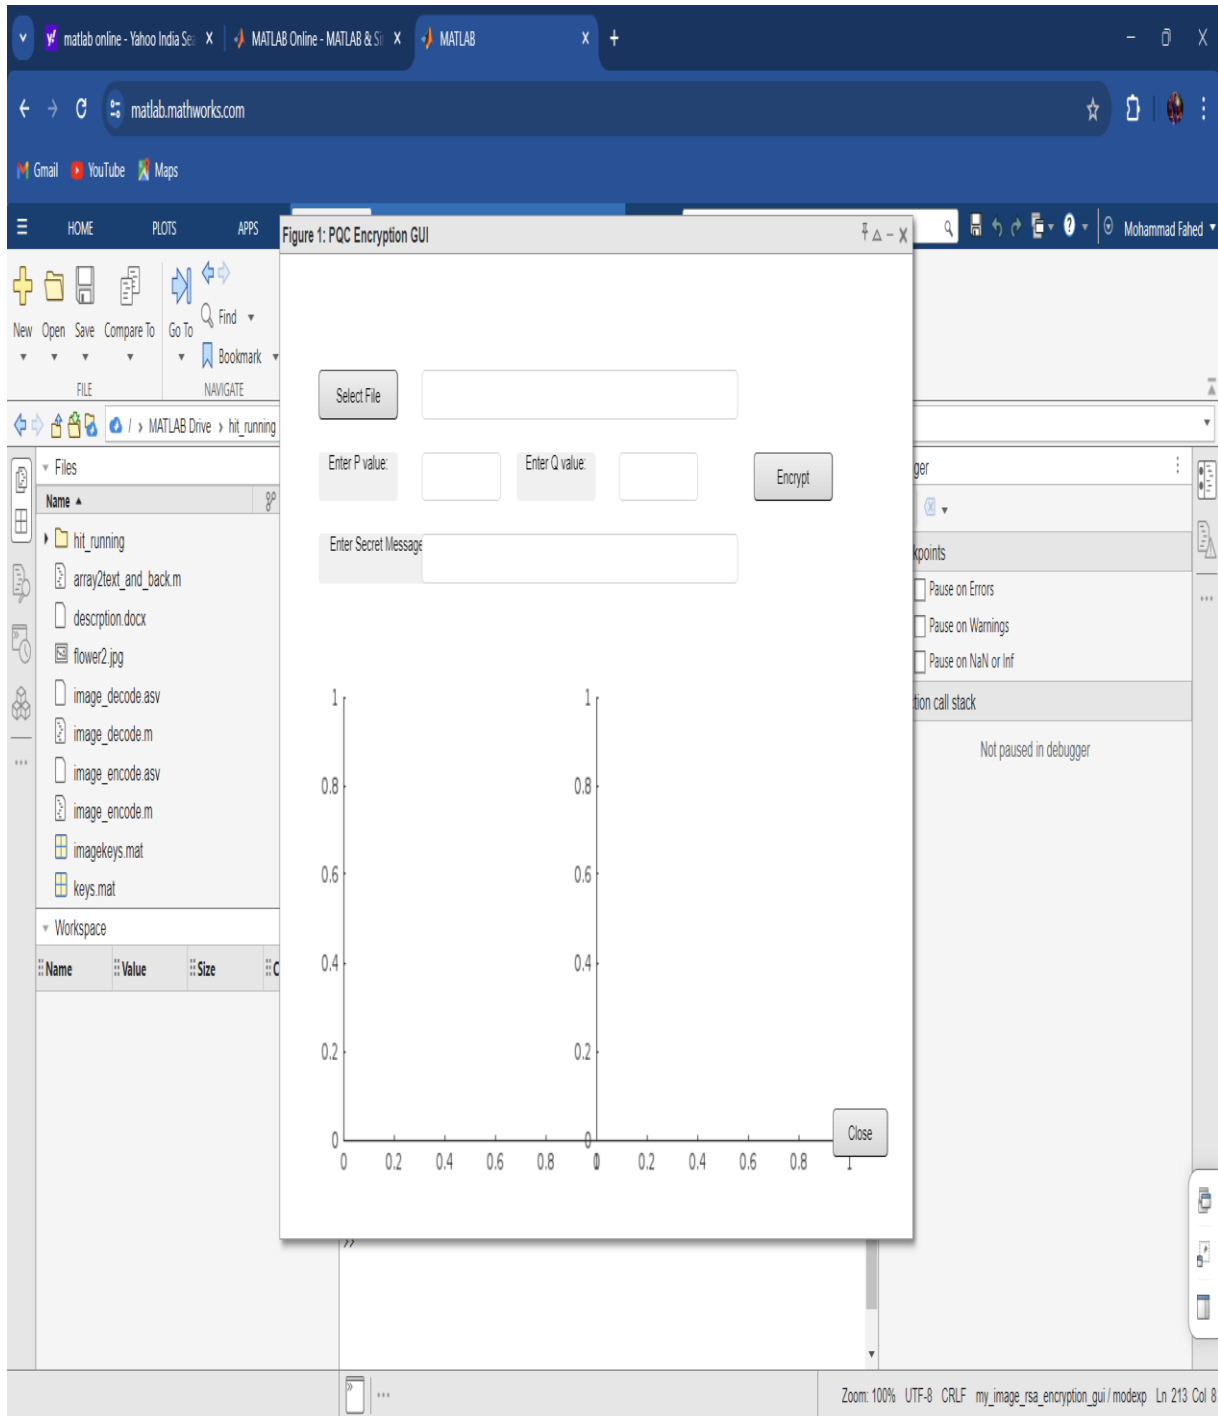 matlab online - Yahoo India Se
MATLAB Online - MATLAB & Si
MATLAB
matlab.mathworks.com
Gmail YouTube Maps
HOME PLOTS APPS
Mohammad Fahed
Figure 1: PQC Encryption GUI
New Open Save Compare To Go To Find
Bookmark
FILE NAVIGATE
/ › MATLAB Drive › hit_running
Select File
Enter P value: Enter Q value: Encrypt
Enter Secret Message
Files
Name
hit_running
array2text_and_back.m
descrption.docx
flower2.jpg
image_decode.asv
image_decode.m
image_encode.asv
image_encode.m
imagekeys.mat
keys.mat
Workspace
Name Value Size C
1 1
0.8 0.8
0.6 0.6
0.4 0.4
0.2 0.2
0 0
0 0.2 0.4 0.6 0.8 0 0.2 0.4 0.6 0.8 1
Close
ger
kpoints
Pause on Errors
Pause on Warnings
Pause on NaN or Inf
tion call stack
Not paused in debugger
>>
Zoom: 100% UTF-8 CRLF my_image_rsa_encryption_gui / modexp Ln 213 Col 8